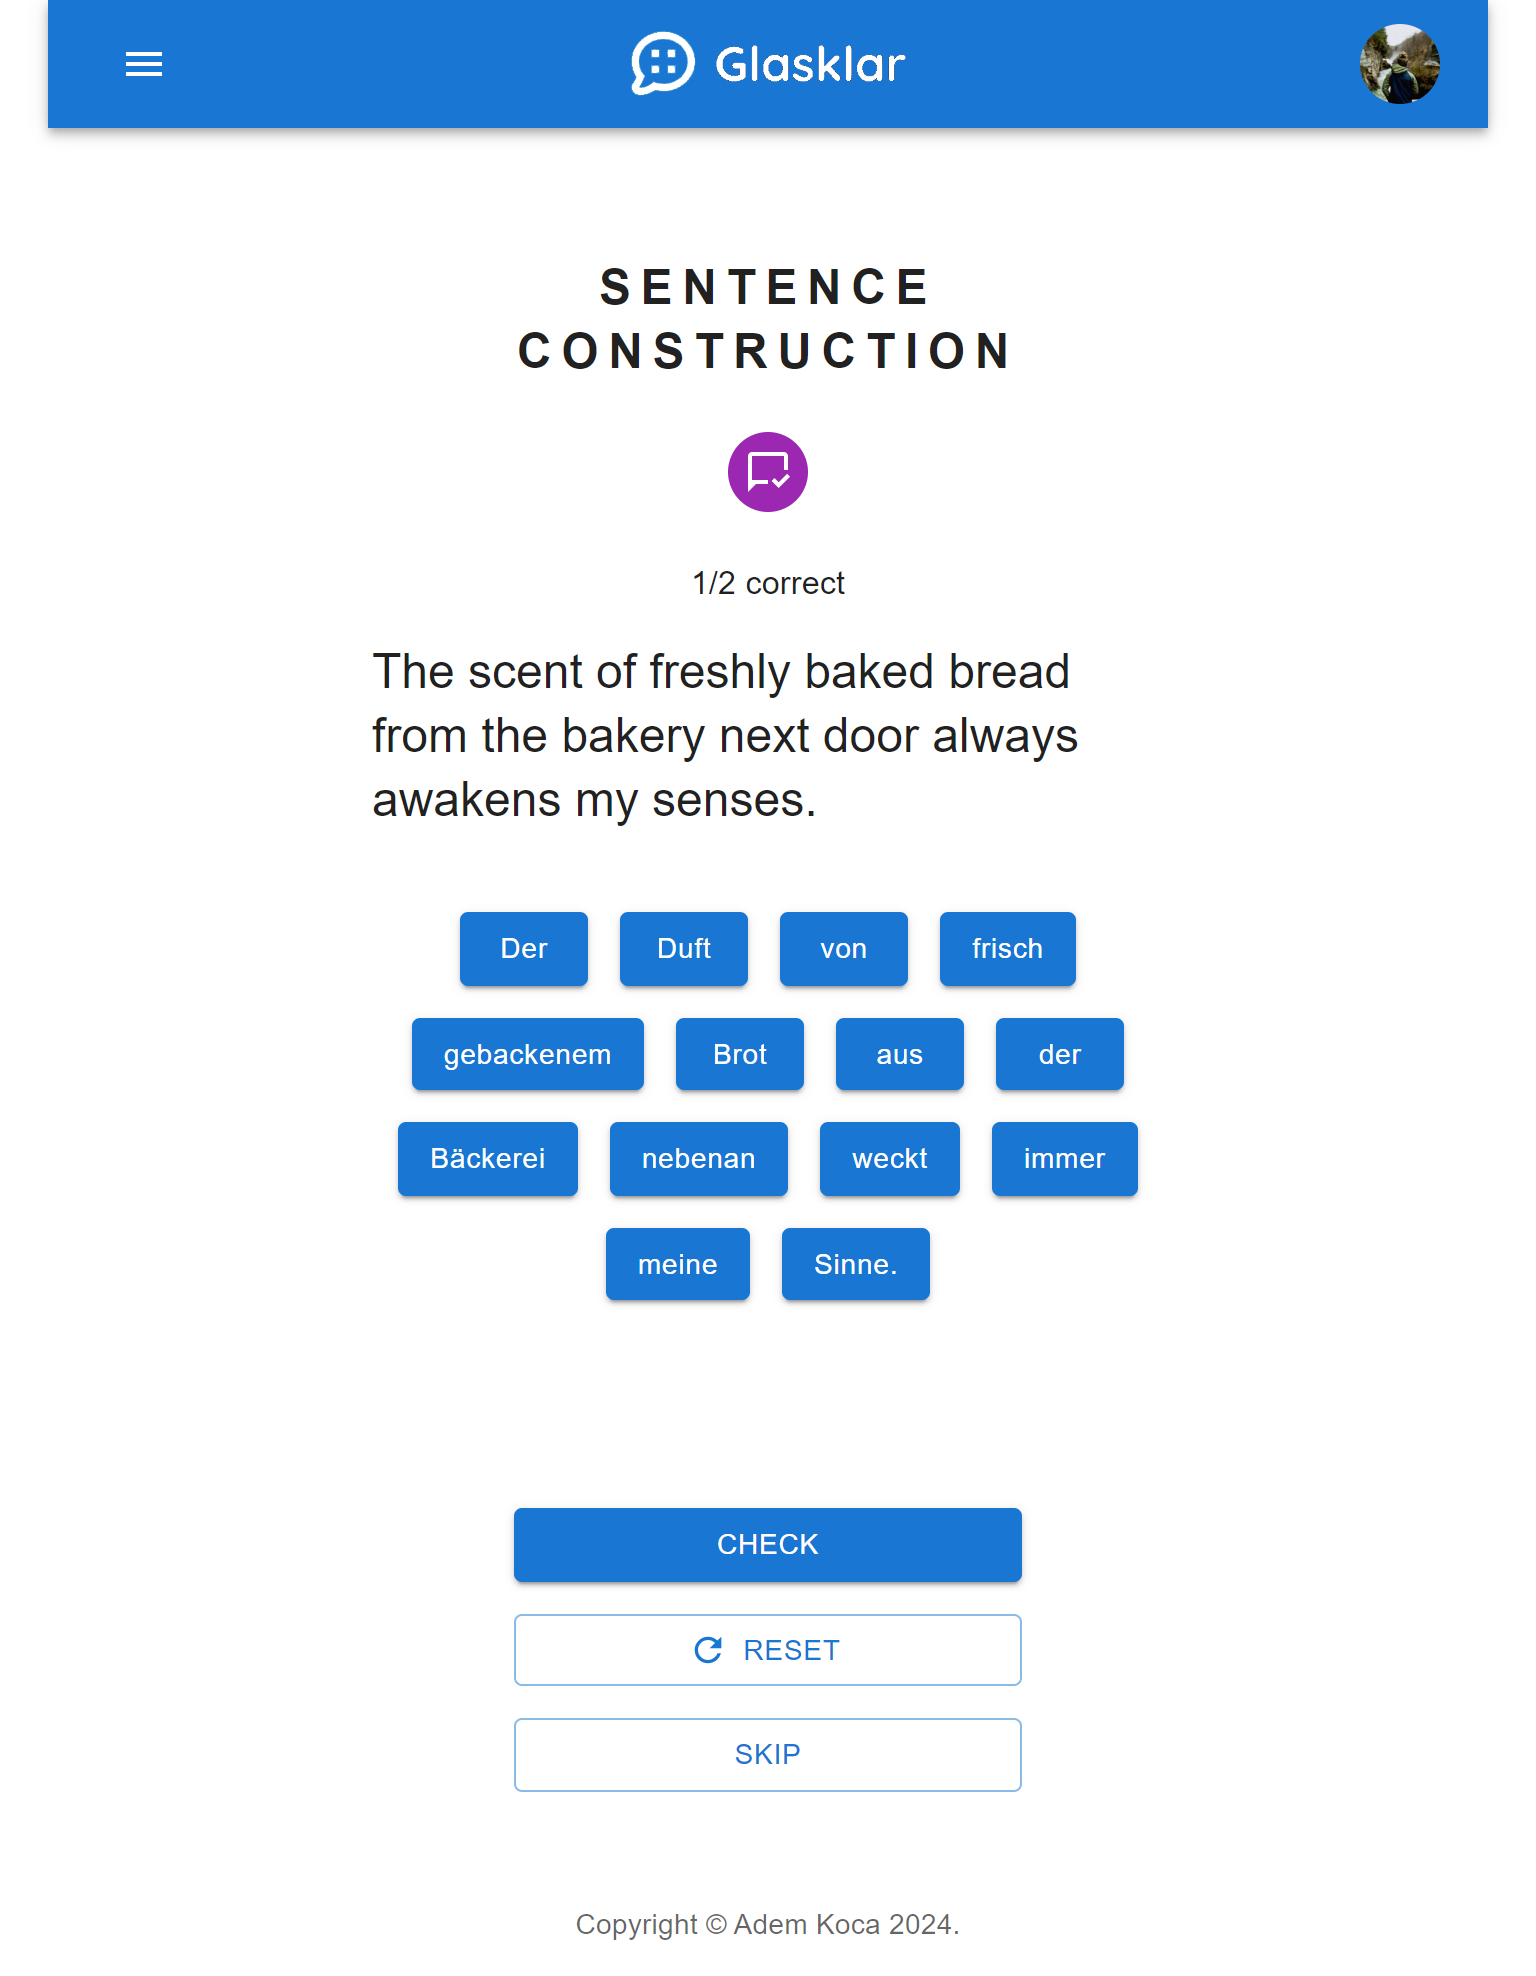 Glasklar
SENTENCE
CONSTRUCTION
1/2 correct
The scent of freshly baked bread
from the bakery next door always
awakens my senses.
Der Duft von frisch
gebackenem Brot aus der
Bäckerei nebenan weckt immer
meine Sinne.
CHECK
RESET
SKIP
Copyright © Adem Koca 2024.